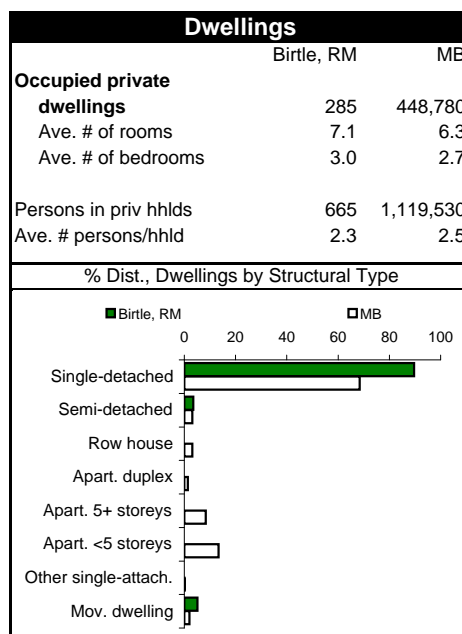 Dwellings
Birtle, RM MB
Occupied private
dwellings 285 448,780
Ave. # of rooms 7.1 6.3
Ave. # of bedrooms 3.0 2.7
Persons in priv hhlds 665 1,119,530
Ave. # persons/hhld 2.3 2.5
% Dist., Dwellings by Structural Type
Birtle, RM MB
0 20 40 60 80 100
Single-detached
Semi-detached
Row house
Apart. duplex
Apart. 5+ storeys
Apart. <5 storeys
Other single-attach.
Mov. dwelling